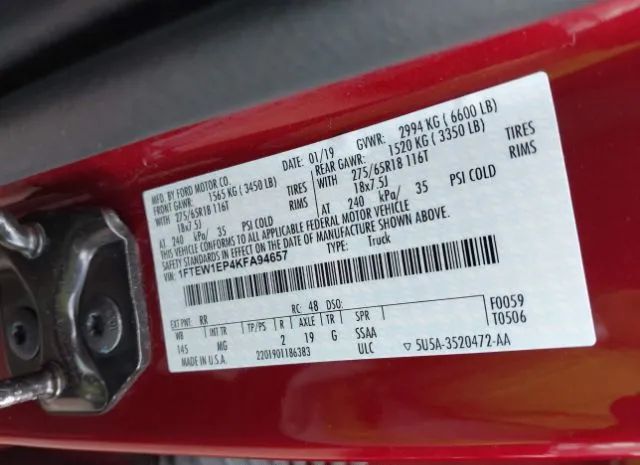 MFD. BY FORD MOTOR CO.
DATE: 01/19 GVWR: 2994 KG ( 6600 LB)
FRONT GAWR: 1565 KG ( 3450 LB) REAR GAWR: 1520 KG ( 3350 LB)
WITH 275/65R18 116T TIRES WITH 275/65R18 116T TIRES
18x7.5J RIMS 18x7.5J RIMS
AT 240 kPa/ 35 PSI COLD AT 240 kPa/ 35 PSI COLD
THIS VEHICLE CONFORMS TO ALL APPLICABLE FEDERAL MOTOR VEHICLE
SAFETY STANDARDS IN EFFECT ON THE DATE OF MANUFACTURE SHOWN ABOVE.
VIN: 1FTEW1EP4KFA94657 TYPE: Truck
EXT PNT: RR RC: 48 DSO: F0059
WB INT TR TP/PS R AXLE TR SPR T0506
145 MG 2 19 G SSAA
MADE IN U.S.A. 2201901186383 ULC ▽ 5U5A-3520472-AA